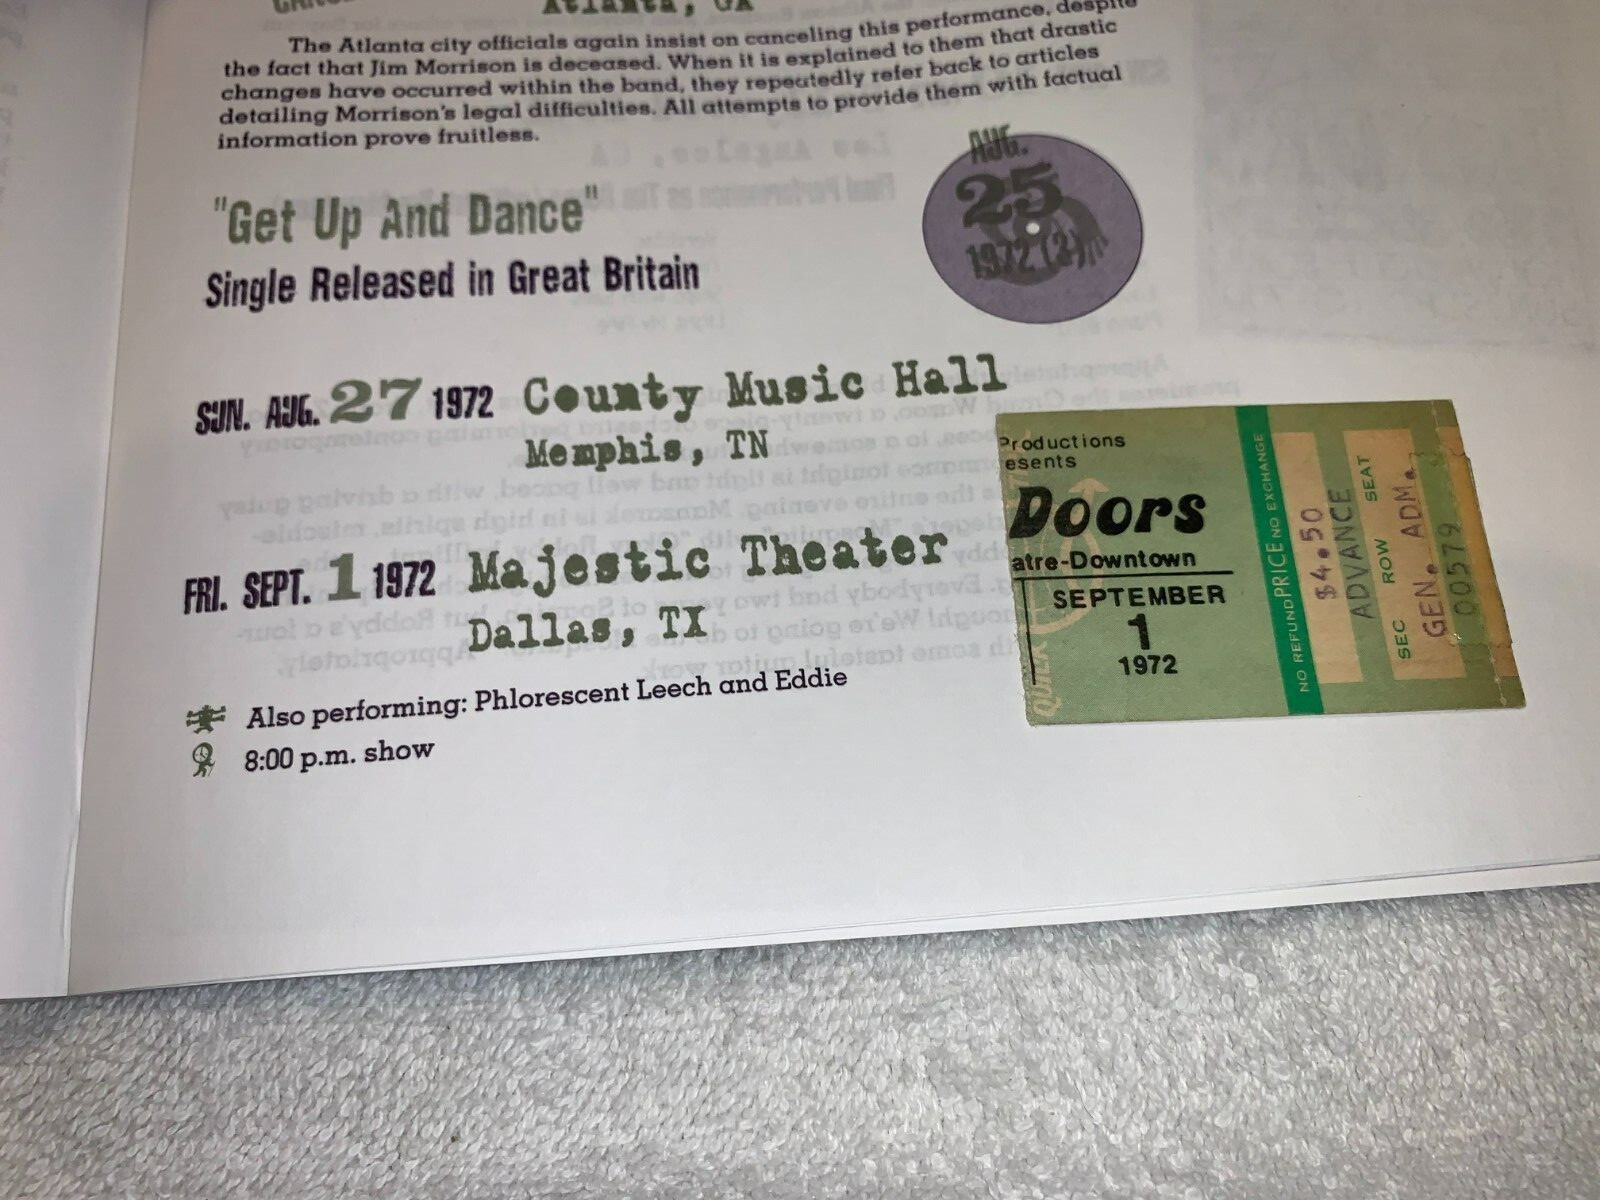 Atlanta, GA
The Atlanta city officials again insist on canceling this performance, despite
the fact that Jim Morrison is deceased. When it is explained to them that drastic
changes have occurred within the band, they repeatedly refer back to articles
detailing Morrison's legal difficulties. All attempts to provide them with factual
information prove fruitless.
"Get Up And Dance"
Single Released in Great Britain
AUG.
25
1972 (3)
SUN. AUG. 27 1972 County Music Hall
Memphis, TN
FRI. SEPT. 1 1972 Majestic Theater
Dallas, TX
Also performing: Phlorescent Leech and Eddie
8:00 p.m. show
Productions
esents
Doors
atre-Downtown
SEPTEMBER
1
1972
NO REFUND PRICE NO EXCHANGE
$4.50
ADVANCE
SEC ROW SEAT
GEN. ADM.
00579